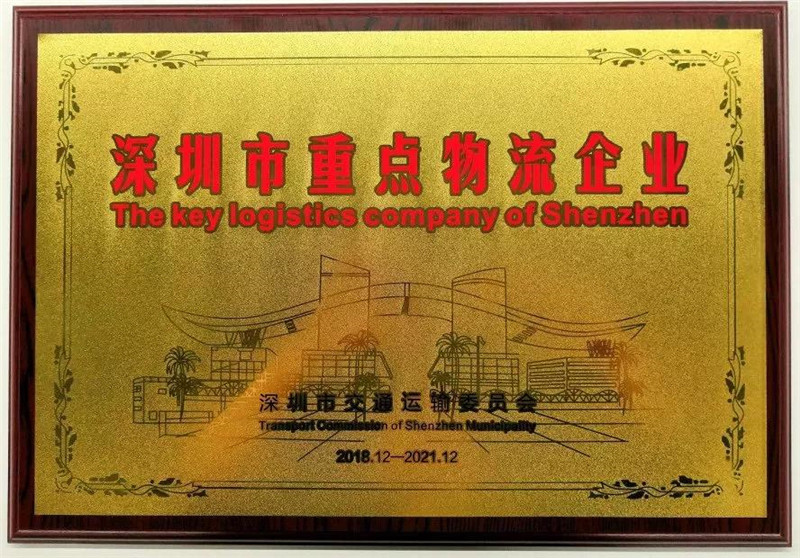 深圳市重点物流企业
The key logistics company of Shenzhen
深圳市交通运输委员会
Transport Commission of Shenzhen Municipality
2018.12—2021.12